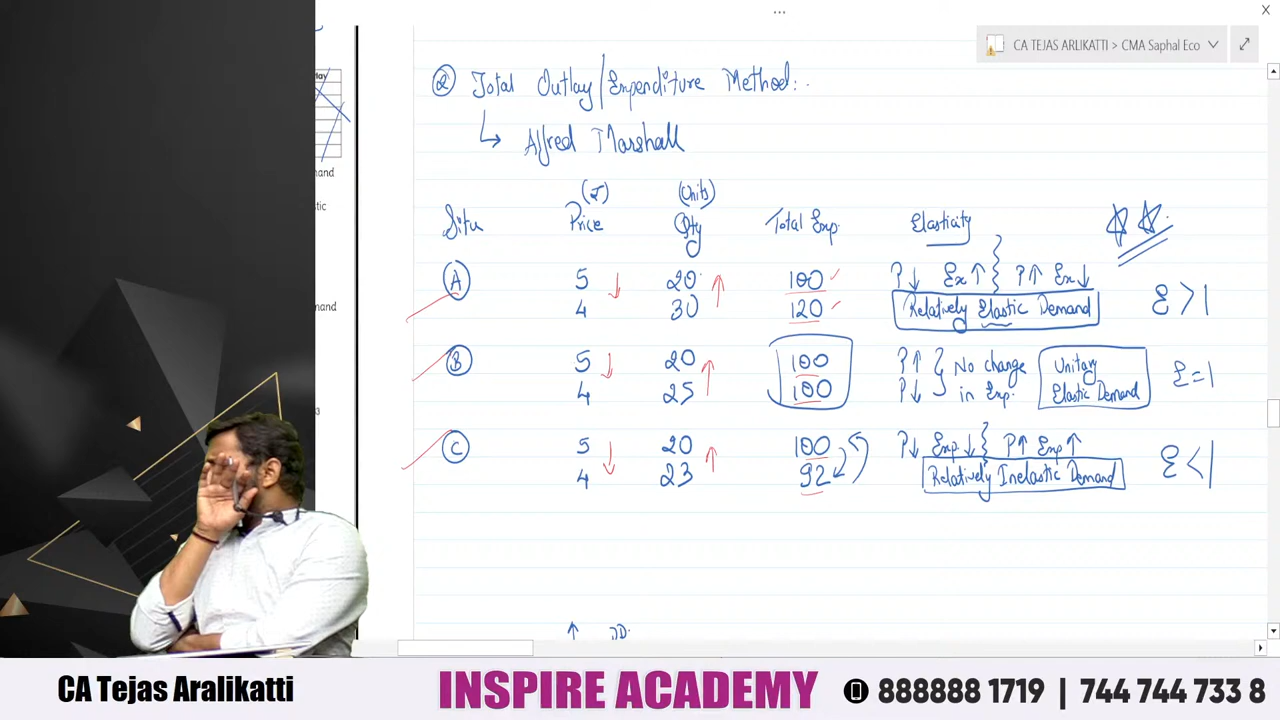 CA TEJAS ARLIKATTI > CMA Saphal Eco
② Total Outlay/Expenditure Method:
↳ Alfred Marshall
(₹) (Units)
Situ Price Qty Total Exp. Elasticity
A 5 ↓ 20 ↑ 100 P↓ Ex↑ P↑ Ex↓
4 30 120 Relatively Elastic Demand E>1
B 5 ↓ 20 ↑ 100 P↑ No change Unitary
4 25 100 P↓ in Exp. Elastic Demand E=1
C 5 ↓ 20 ↑ 100 P↓ Exp↓ P↑ Exp↑
4 23 92 Relatively Inelastic Demand E<1
mand
stic
mand
CA Tejas Aralikatti INSPIRE ACADEMY 888888 1719 | 744 744 733 8